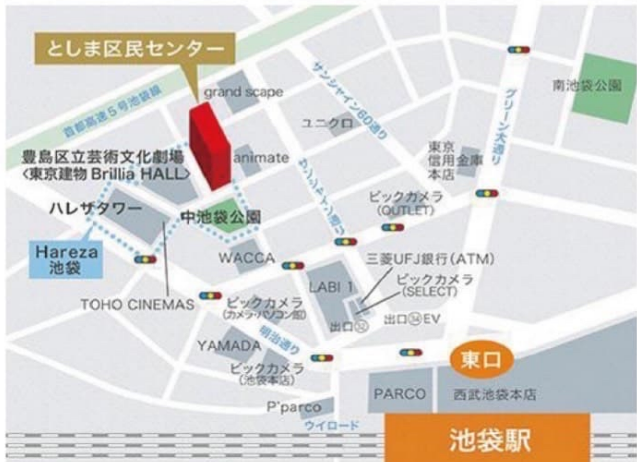 としま区民センター
grand scape
サンシャイン60通り
南池袋公園
首都高速5号池袋線
ユニクロ
グリーン大通り
豊島区立芸術文化劇場
〈東京建物 Brillia HALL〉
animate
東京
信用金庫
本店
ハレザタワー
中池袋公園
サンシャイン通り
ビックカメラ
(OUTLET)
Hareza
池袋
WACCA
三菱UFJ銀行(ATM)
ビックカメラ
(SELECT)
LABI 1
TOHO CINEMAS
ビックカメラ
(カメラ・パソコン館)
出口㉜
出口㉞EV
明治通り
YAMADA
ビックカメラ
(池袋本店)
東口
PARCO
西武池袋本店
P'parco
ウイロード
池袋駅